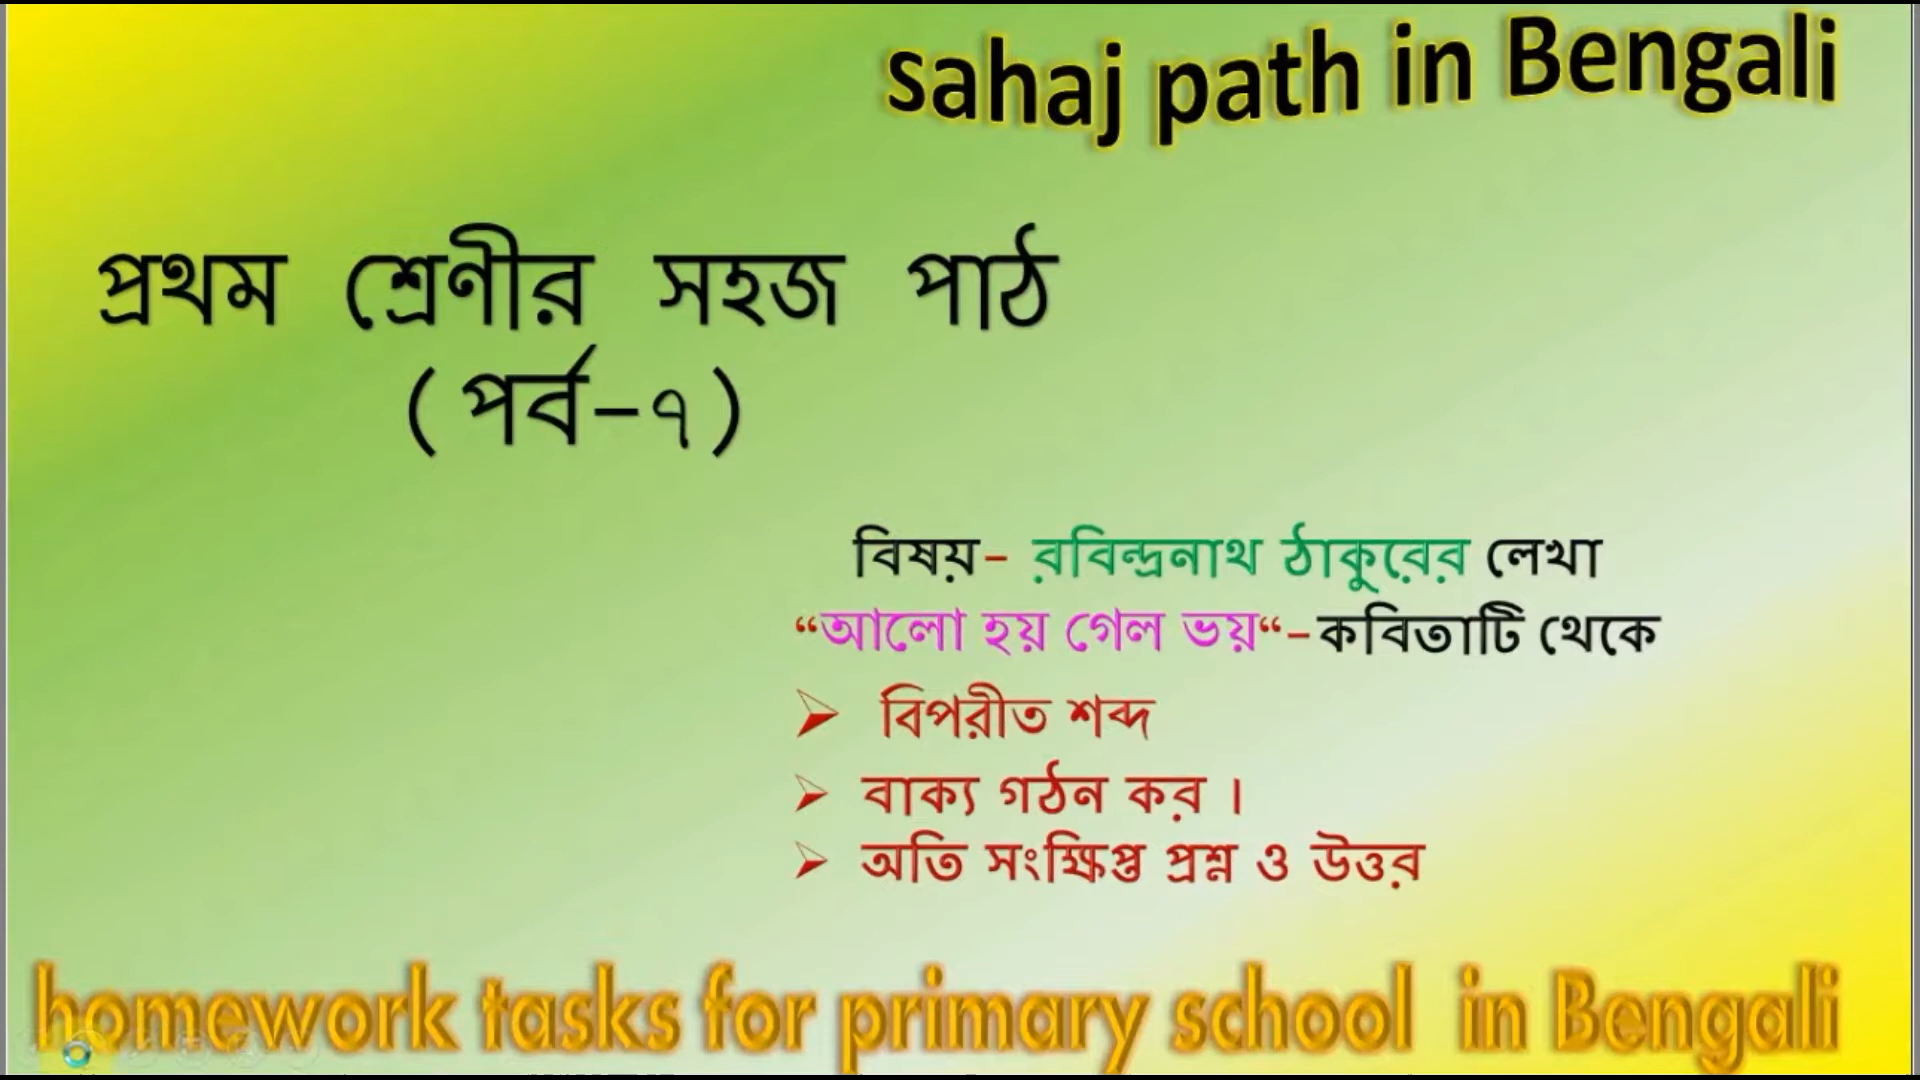 Sahaj path in Bengali
প্রথম শ্রেণীর সহজ পাঠ
(পর্ব-৭)
বিষয়- রবিন্দ্রনাথ ঠাকুরের লেখা
“আলো হয় গেল ভয়“-কবিতাটি থেকে
➢ বিপরীত শব্দ
➢ বাক্য গঠন কর ।
➢ অতি সংক্ষিপ্ত প্রশ্ন ও উত্তর
homework tasks for primary school in Bengali